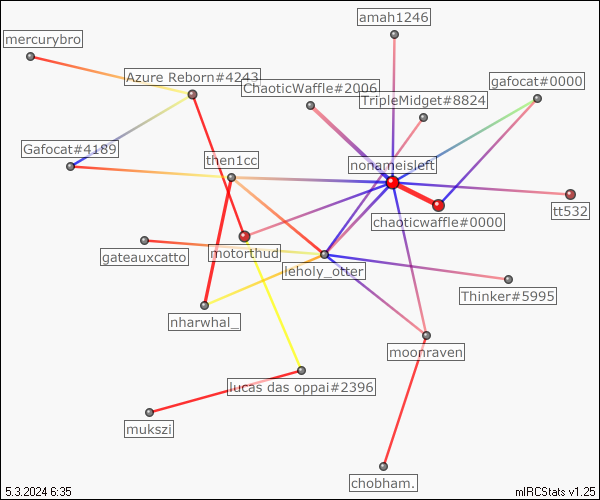 amah1246
mercurybro
Azure Reborn#4243
ChaoticWaffle#2006
gafocat#0000
TripleMidget#8824
Gafocat#4189
then1cc
nonameisleft
tt532
chaoticwaffle#0000
gateauxcatto
motorthud
leholy_otter
Thinker#5995
nharwhal_
moonraven
lucas das oppai#2396
mukszi
chobham.
5.3.2024 6:35
mIRCStats v1.25